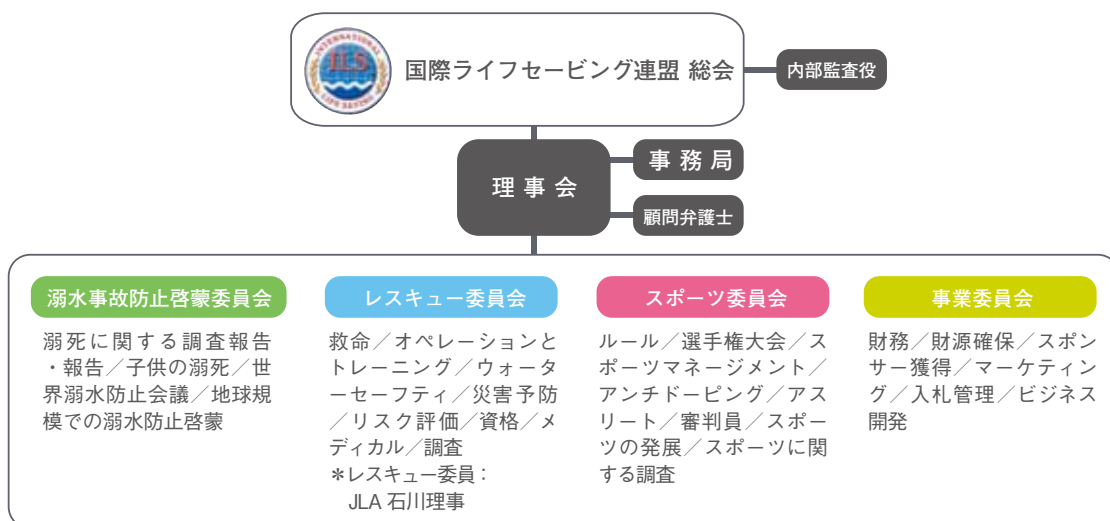 INTERNATIONAL
ILS
LIFE SAVING
国際ライフセービング連盟 総会
内部監査役
理事会
事務局
顧問弁護士
溺水事故防止啓蒙委員会
溺死に関する調査報告
・報告／子供の溺死／世
界溺水防止会議／地球規
模での溺水防止啓蒙
レスキュー委員会
救命／オペレーションと
トレーニング／ウォータ
ーセーフティ／災害予防
／リスク評価／資格／メ
ディカル／調査
＊レスキュー委員：
JLA 石川理事
スポーツ委員会
ルール／選手権大会／ス
ポーツマネージメント／
アンチドーピング／アス
リート／審判員／スポー
ツの発展／スポーツに関
する調査
事業委員会
財務／財源確保／スポン
サー獲得／マーケティン
グ／入札管理／ビジネス
開発